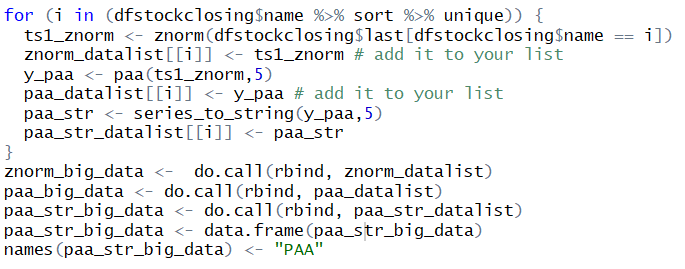 for (i in (dfstockclosing$name %>% sort %>% unique)) {
  ts1_znorm <- znorm(dfstockclosing$last[dfstockclosing$name == i])
  znorm_datalist[[i]] <- ts1_znorm # add it to your list
  y_paa <- paa(ts1_znorm,5)
  paa_datalist[[i]] <- y_paa # add it to your list
  paa_str <- series_to_string(y_paa,5)
  paa_str_datalist[[i]] <- paa_str
}
znorm_big_data <-  do.call(rbind, znorm_datalist)
paa_big_data <- do.call(rbind, paa_datalist)
paa_str_big_data <- do.call(rbind, paa_str_datalist)
paa_str_big_data <- data.frame(paa_str_big_data)
names(paa_str_big_data) <- "PAA"